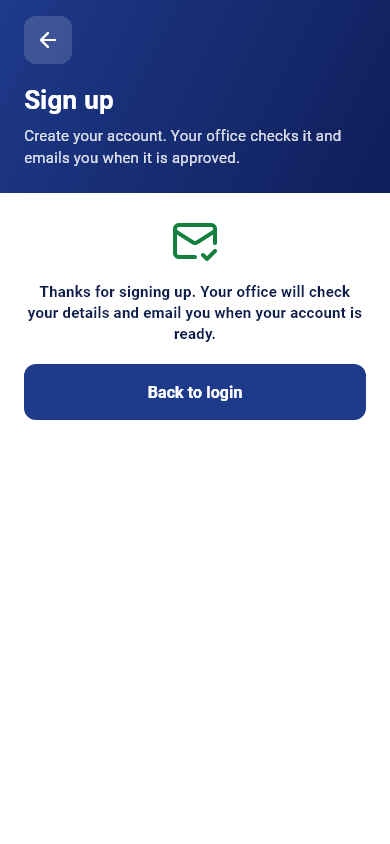 Sign up
Create your account. Your office checks it and
emails you when it is approved.
Thanks for signing up. Your office will check
your details and email you when your account is
ready.
Back to login